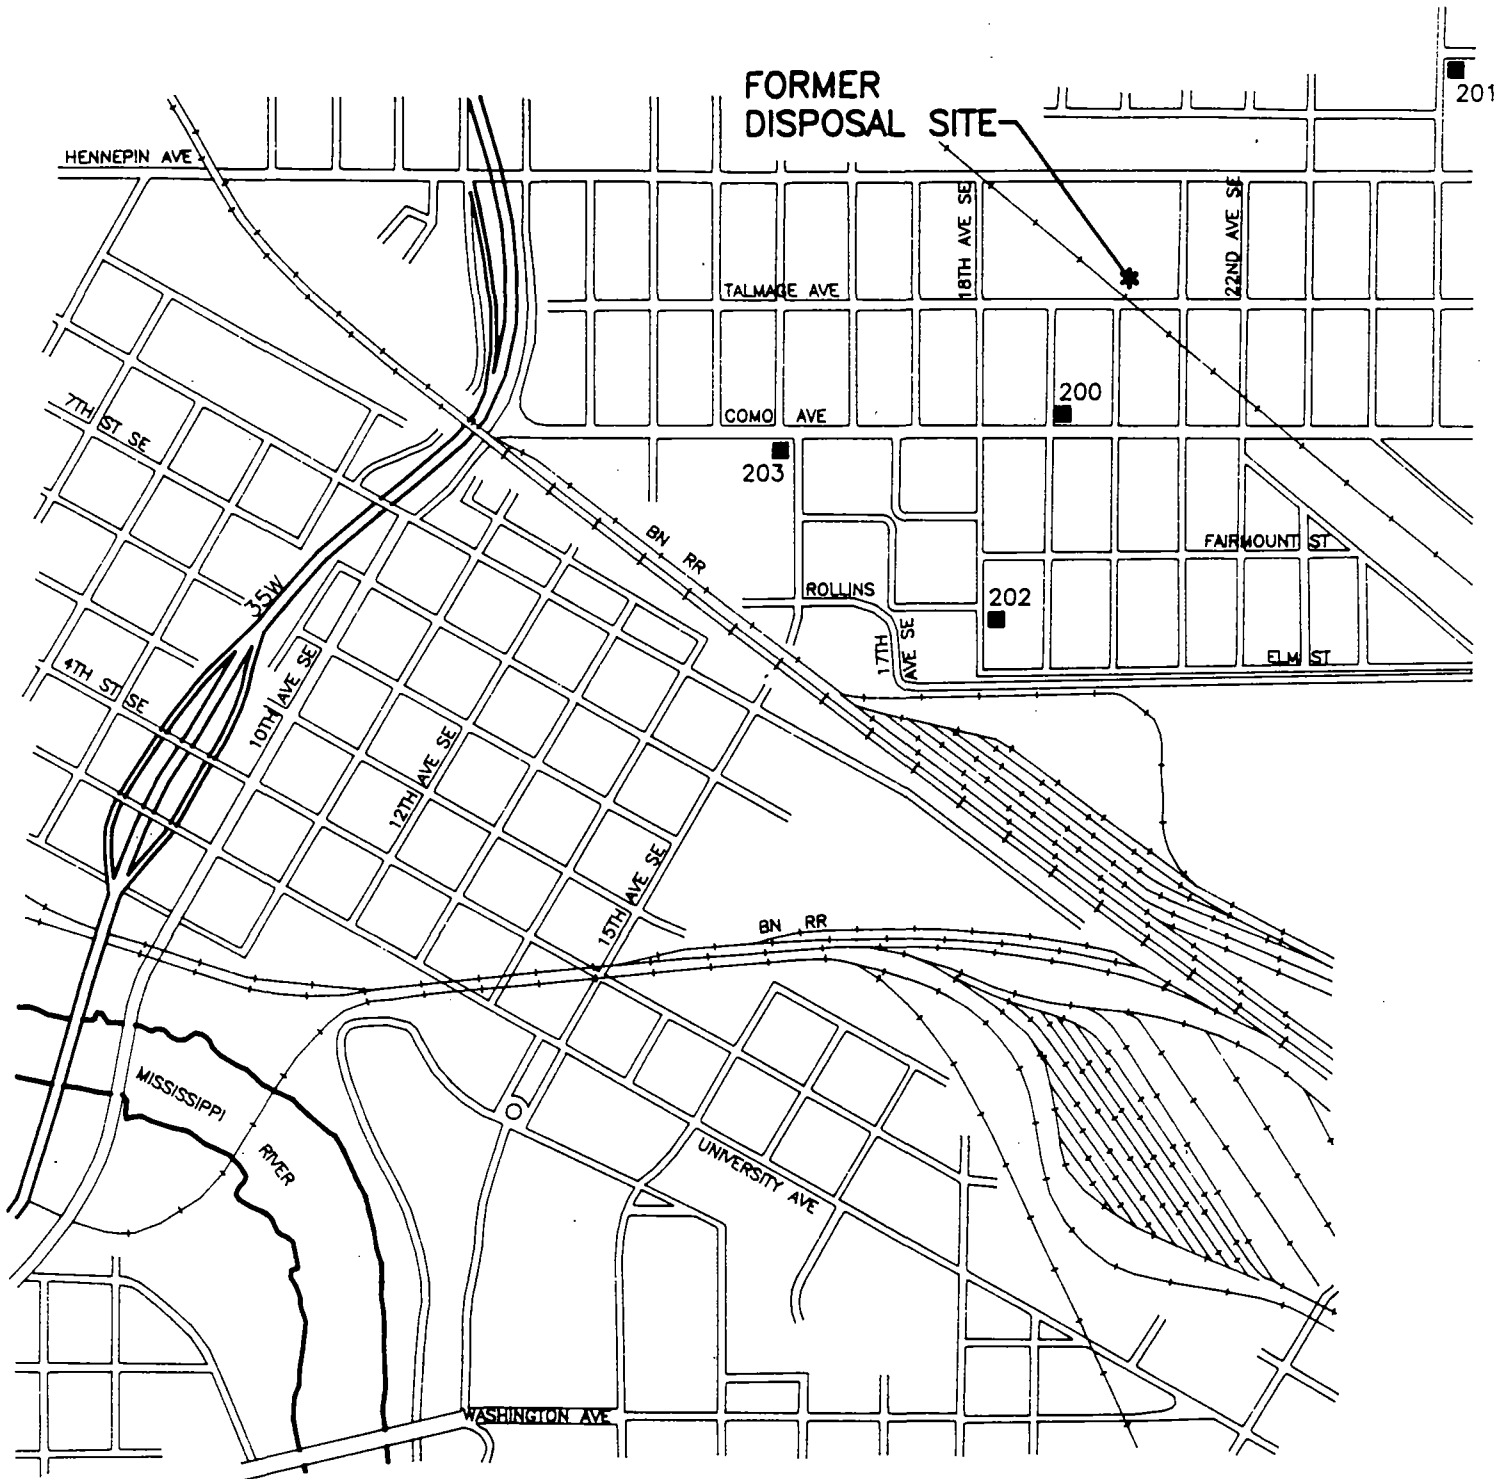 FORMER
DISPOSAL SITE
201
HENNEPIN AVE
18TH AVE SE
22ND AVE SE
TALMAGE AVE
200
7TH ST SE
COMO AVE
203
BN RR
FAIRMOUNT ST
35W
ROLLINS
202
17TH
AVE SE
ELM ST
4TH ST SE
10TH AVE SE
12TH AVE SE
15TH AVE SE
BN RR
MISSISSIPPI
RIVER
UNIVERSITY AVE
WASHINGTON AVE